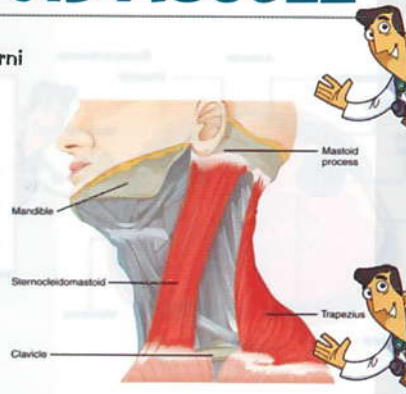 rni
Mastoid
process
Mandible
Sternocleidomastoid
Trapezius
Clavicle